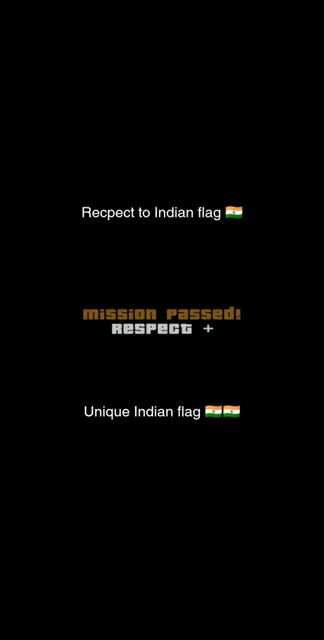 Recpect to Indian flag 🇮🇳
mission passed!
RESPECT +
Unique Indian flag 🇮🇳🇮🇳